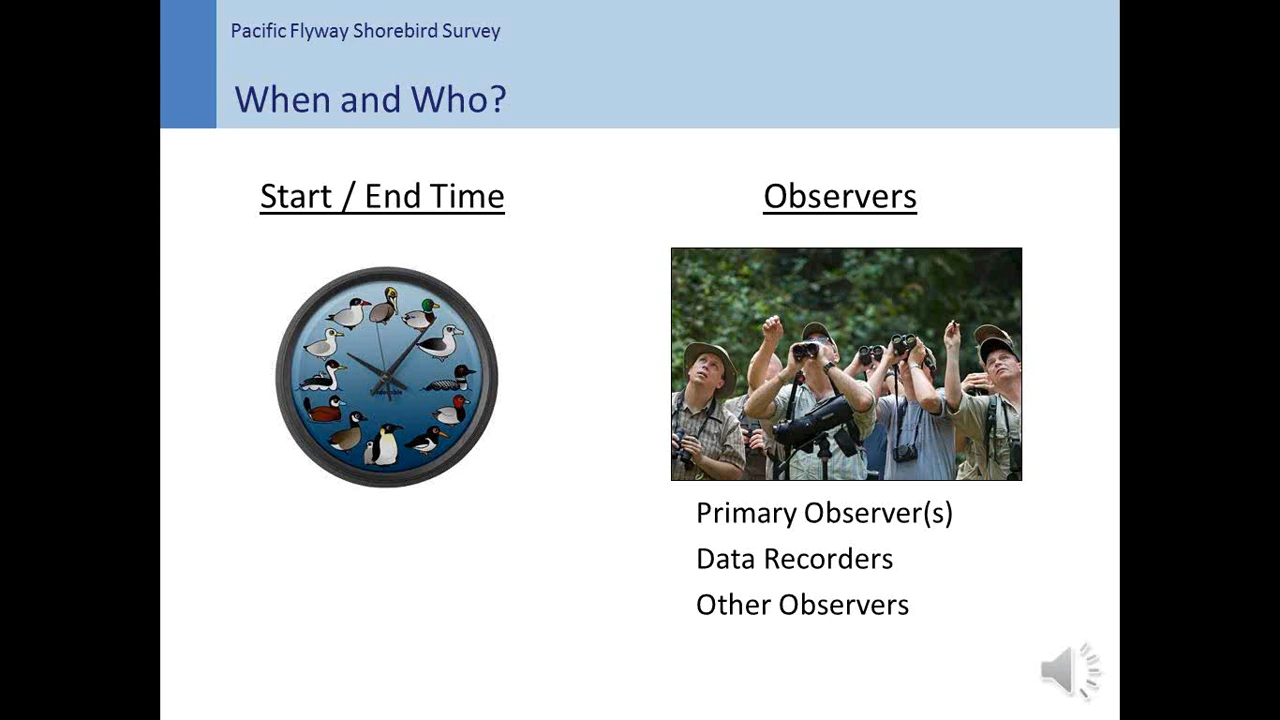 Pacific Flyway Shorebird Survey
When and Who?
Start / End Time
Observers
Primary Observer(s)
Data Recorders
Other Observers